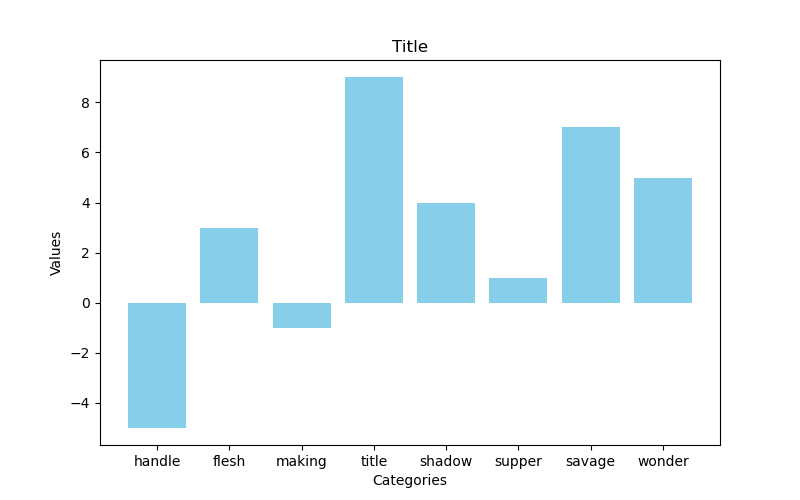 Title
8
6
4
2
0
−2
−4
Values
handle flesh making title shadow supper savage wonder
Categories